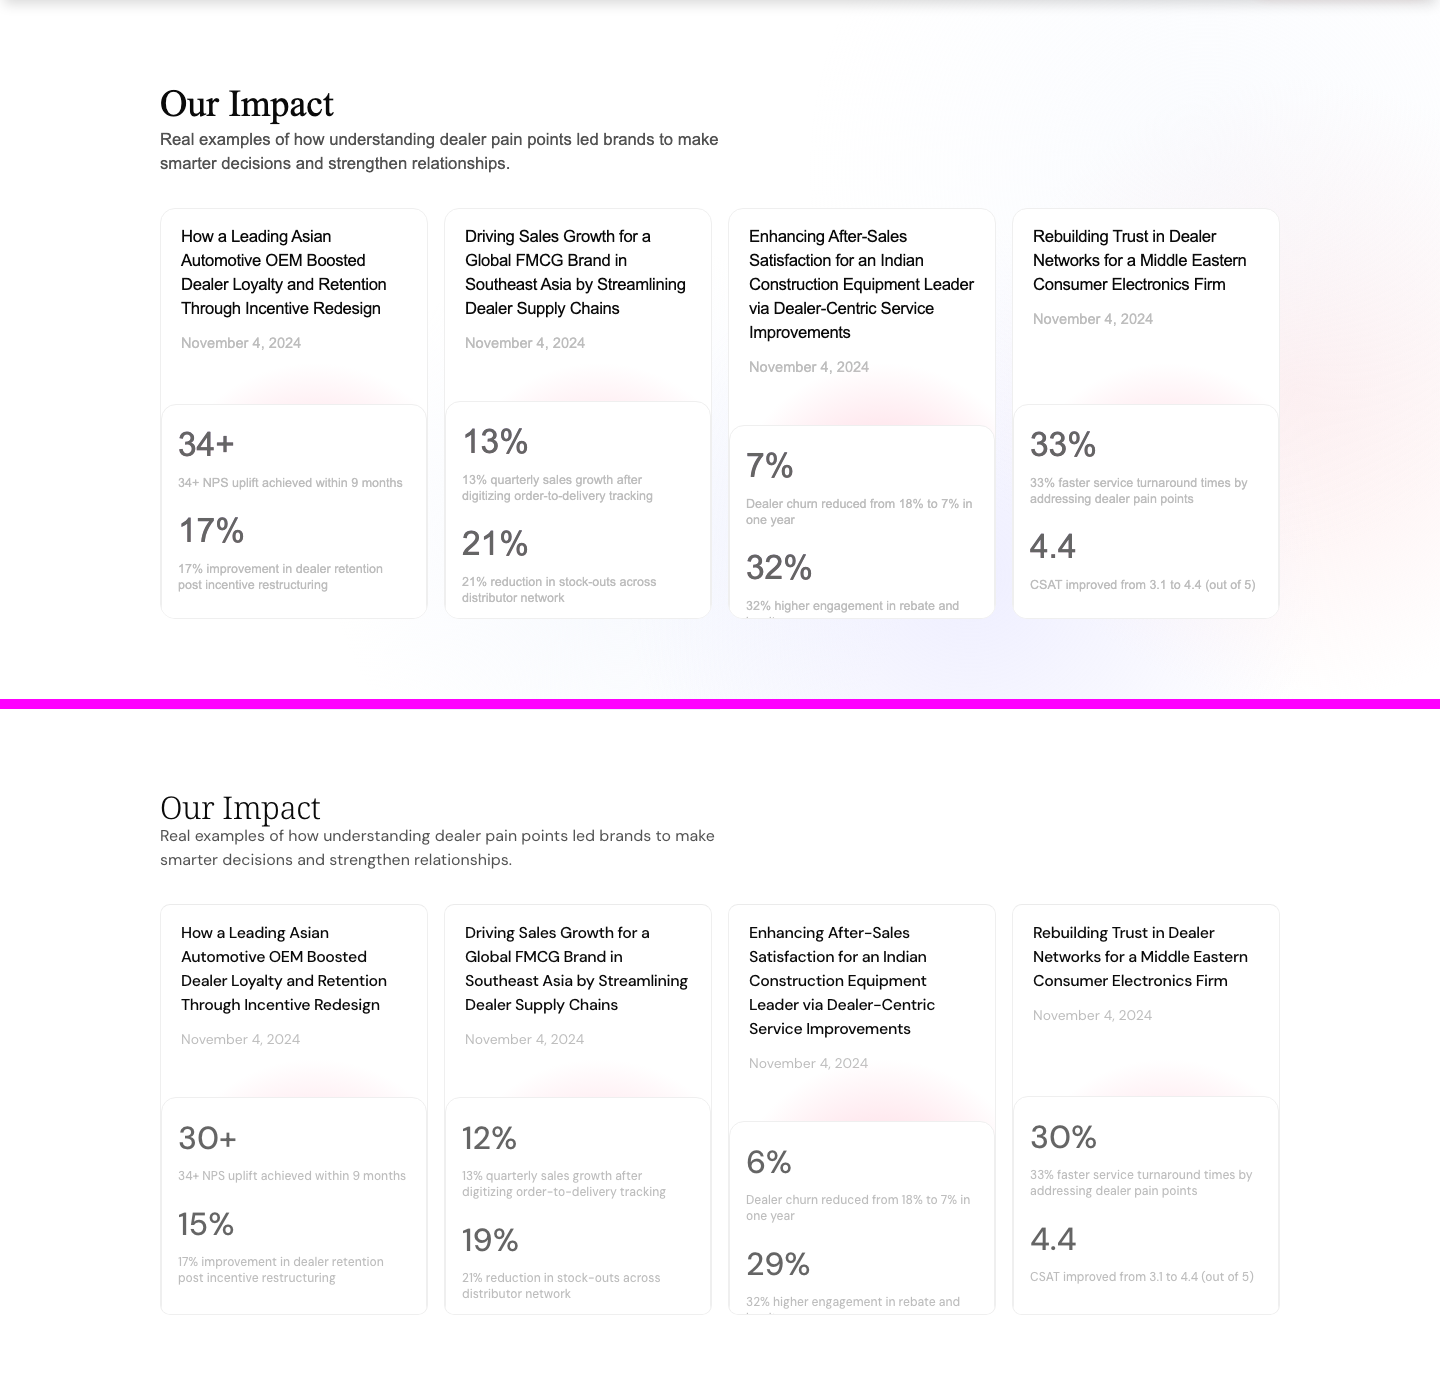 Our Impact
Real examples of how understanding dealer pain points led brands to make
smarter decisions and strengthen relationships.
How a Leading Asian
Automotive OEM Boosted
Dealer Loyalty and Retention
Through Incentive Redesign
November 4, 2024
34+
34+ NPS uplift achieved within 9 months
17%
17% improvement in dealer retention
post incentive restructuring
Driving Sales Growth for a
Global FMCG Brand in
Southeast Asia by Streamlining
Dealer Supply Chains
November 4, 2024
13%
13% quarterly sales growth after
digitizing order-to-delivery tracking
21%
21% reduction in stock-outs across
distributor network
Enhancing After-Sales
Satisfaction for an Indian
Construction Equipment Leader
via Dealer-Centric Service
Improvements
November 4, 2024
7%
Dealer churn reduced from 18% to 7% in
one year
32%
32% higher engagement in rebate and
Rebuilding Trust in Dealer
Networks for a Middle Eastern
Consumer Electronics Firm
November 4, 2024
33%
33% faster service turnaround times by
addressing dealer pain points
4.4
CSAT improved from 3.1 to 4.4 (out of 5)
Our Impact
Real examples of how understanding dealer pain points led brands to make
smarter decisions and strengthen relationships.
How a Leading Asian
Automotive OEM Boosted
Dealer Loyalty and Retention
Through Incentive Redesign
November 4, 2024
30+
34+ NPS uplift achieved within 9 months
15%
17% improvement in dealer retention
post incentive restructuring
Driving Sales Growth for a
Global FMCG Brand in
Southeast Asia by Streamlining
Dealer Supply Chains
November 4, 2024
12%
13% quarterly sales growth after
digitizing order-to-delivery tracking
19%
21% reduction in stock-outs across
distributor network
Enhancing After-Sales
Satisfaction for an Indian
Construction Equipment
Leader via Dealer-Centric
Service Improvements
November 4, 2024
6%
Dealer churn reduced from 18% to 7% in
one year
29%
32% higher engagement in rebate and
Rebuilding Trust in Dealer
Networks for a Middle Eastern
Consumer Electronics Firm
November 4, 2024
30%
33% faster service turnaround times by
addressing dealer pain points
4.4
CSAT improved from 3.1 to 4.4 (out of 5)